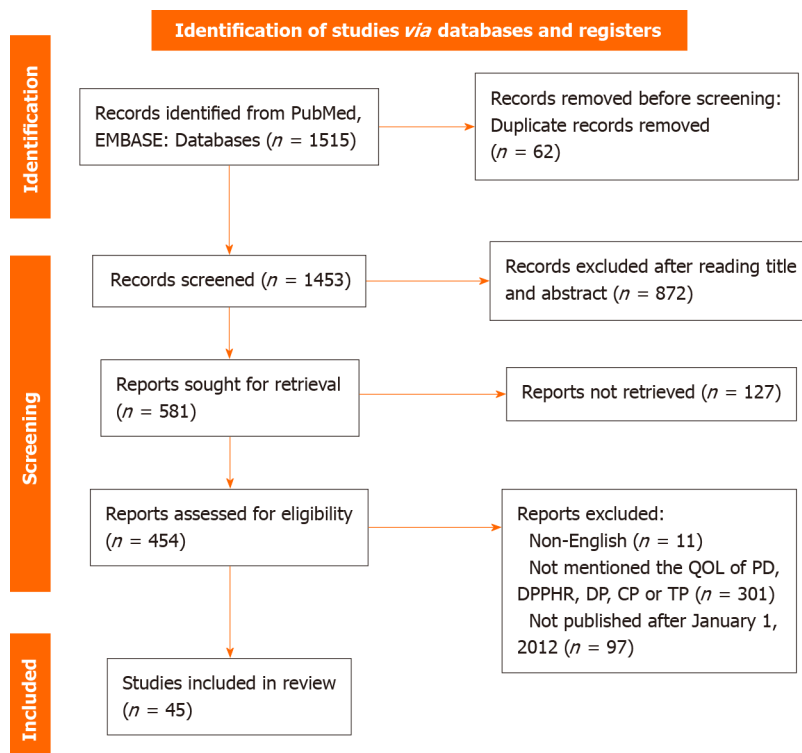 Identification of studies via databases and registers
Identification
Records identified from PubMed,
EMBASE: Databases (n = 1515)
Records removed before screening:
Duplicate records removed
(n = 62)
Screening
Records screened (n = 1453)
Records excluded after reading title
and abstract (n = 872)
Reports sought for retrieval
(n = 581)
Reports not retrieved (n = 127)
Reports assessed for eligibility
(n = 454)
Reports excluded:
Non-English (n = 11)
Not mentioned the QOL of PD,
DPPHR, DP, CP or TP (n = 301)
Not published after January 1,
2012 (n = 97)
Included
Studies included in review
(n = 45)